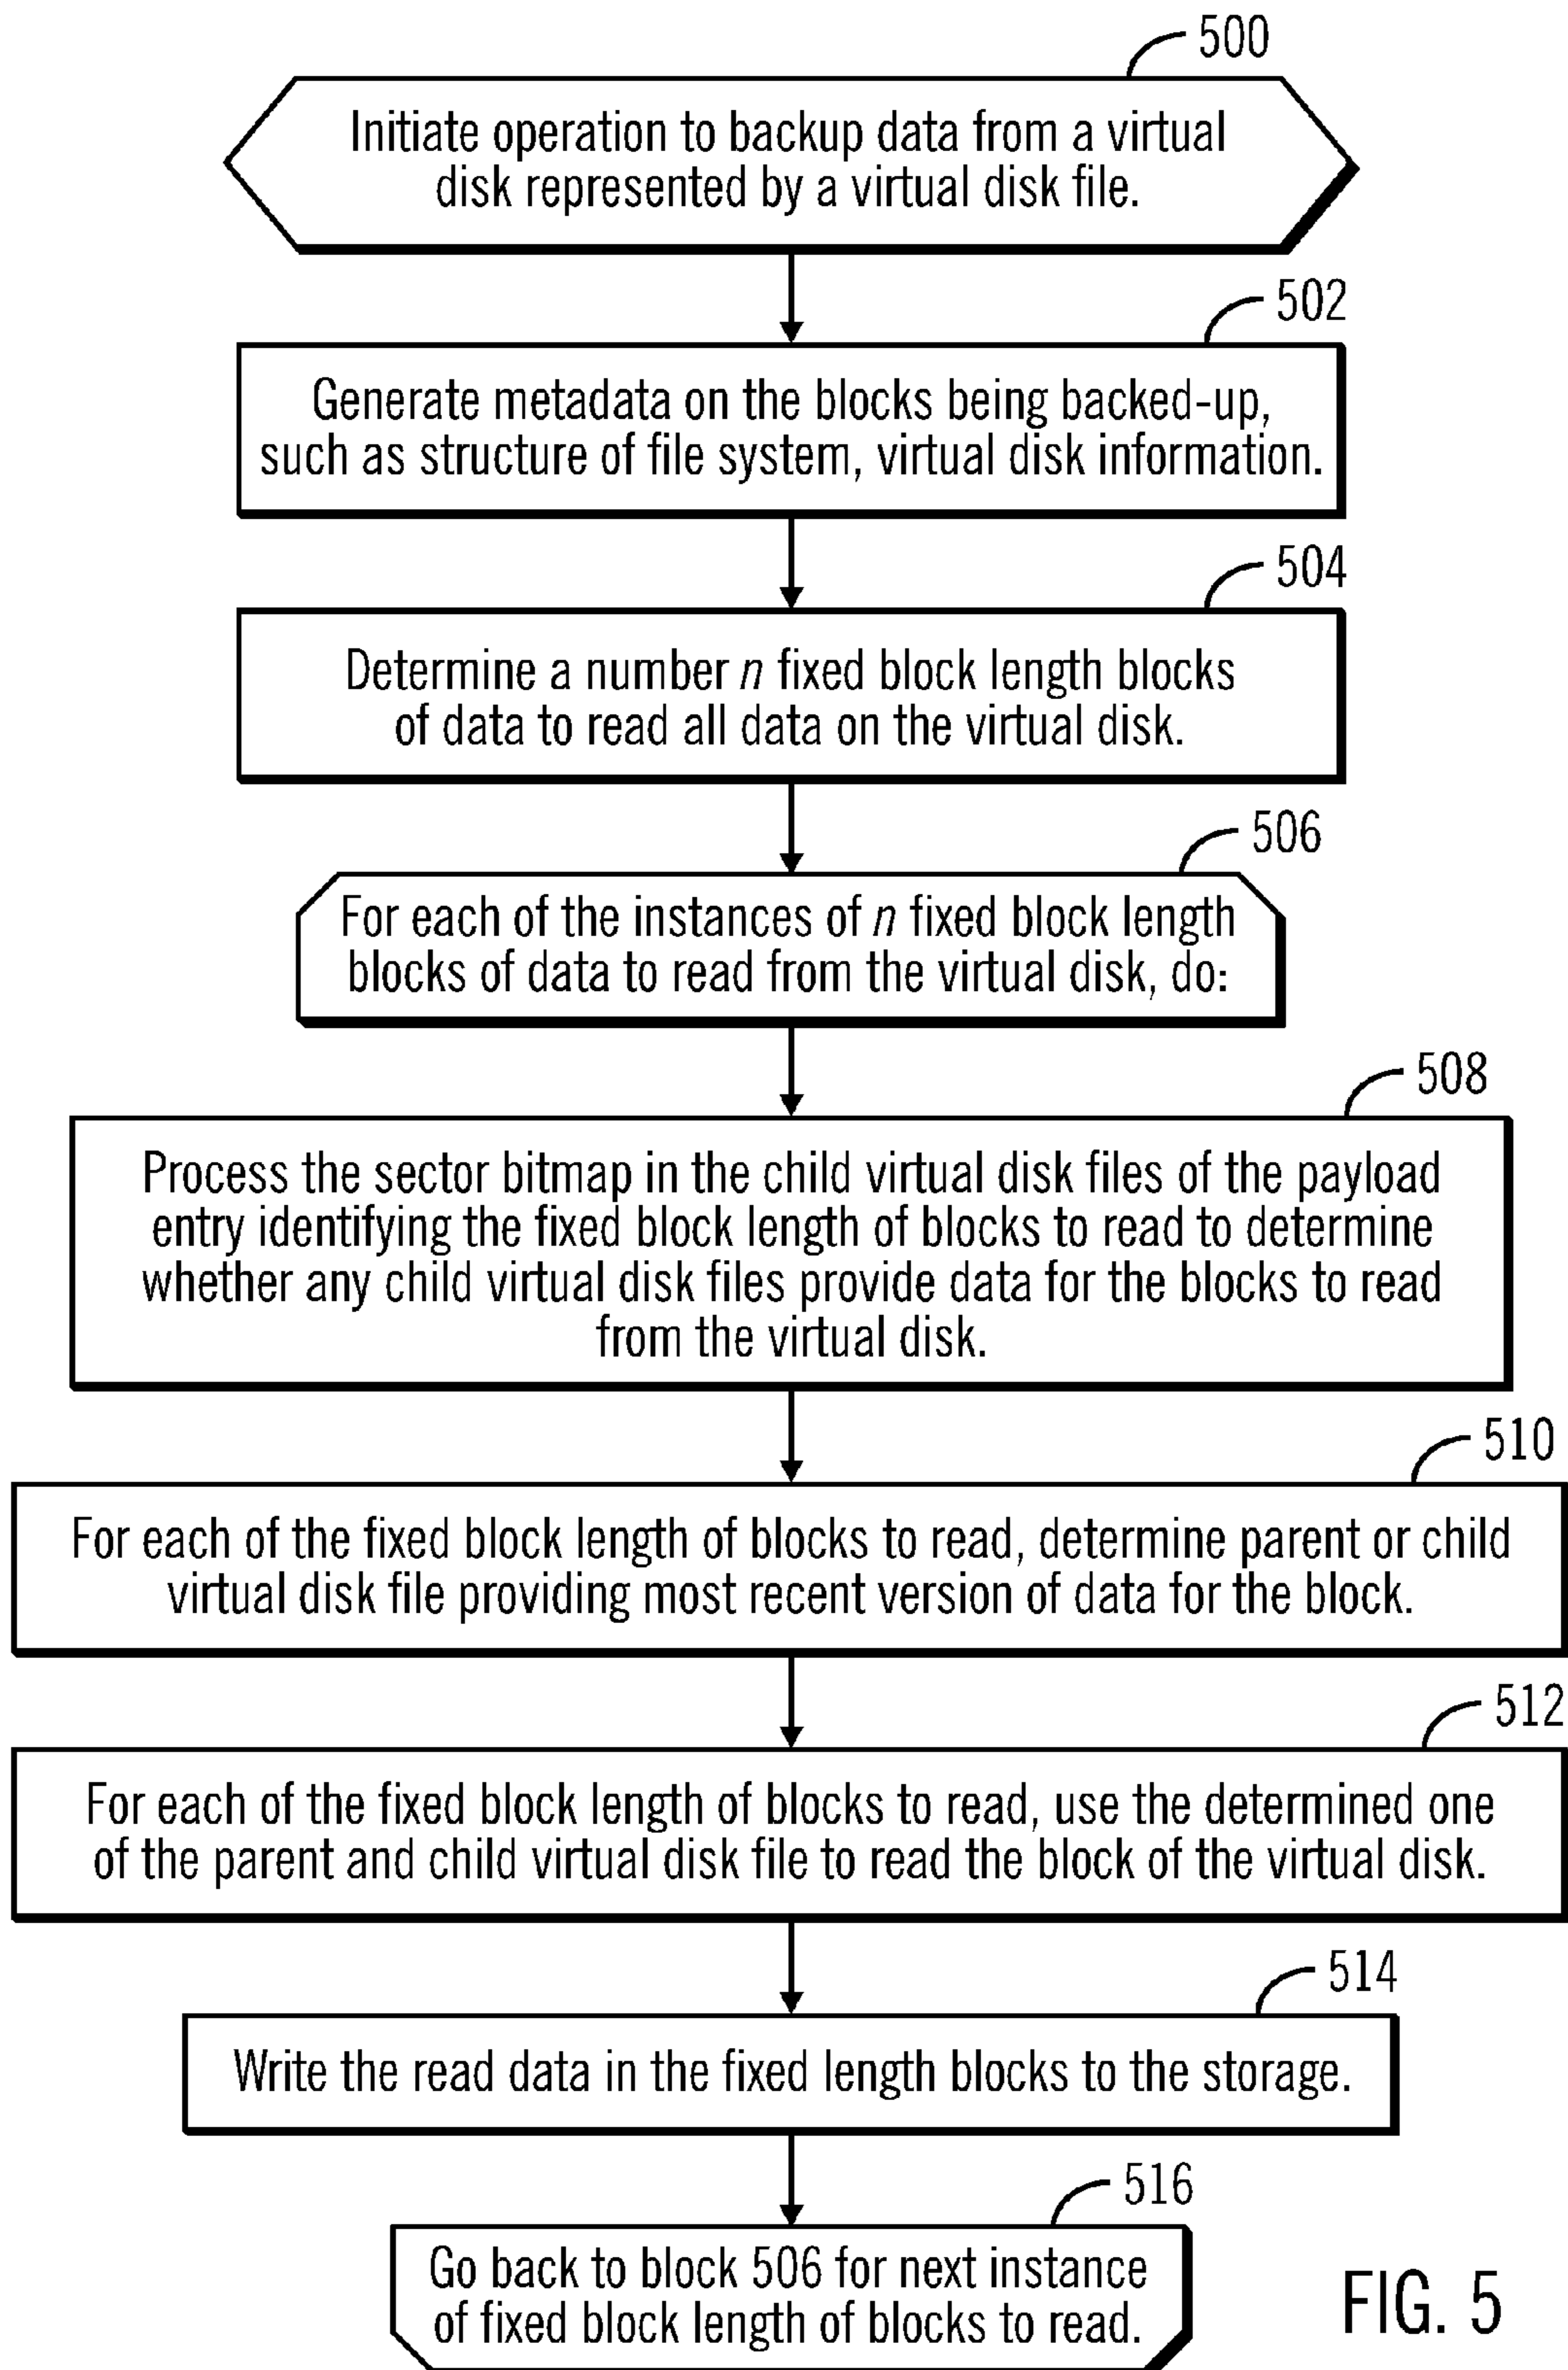 500
Initiate operation to backup data from a virtual
disk represented by a virtual disk file.
502
Generate metadata on the blocks being backed-up,
such as structure of file system, virtual disk information.
504
Determine a number n fixed block length blocks
of data to read all data on the virtual disk.
506
For each of the instances of n fixed block length
blocks of data to read from the virtual disk, do:
508
Process the sector bitmap in the child virtual disk files of the payload
entry identifying the fixed block length of blocks to read to determine
whether any child virtual disk files provide data for the blocks to read
from the virtual disk.
510
For each of the fixed block length of blocks to read, determine parent or child
virtual disk file providing most recent version of data for the block.
512
For each of the fixed block length of blocks to read, use the determined one
of the parent and child virtual disk file to read the block of the virtual disk.
514
Write the read data in the fixed length blocks to the storage.
516
Go back to block 506 for next instance
of fixed block length of blocks to read.
FIG. 5